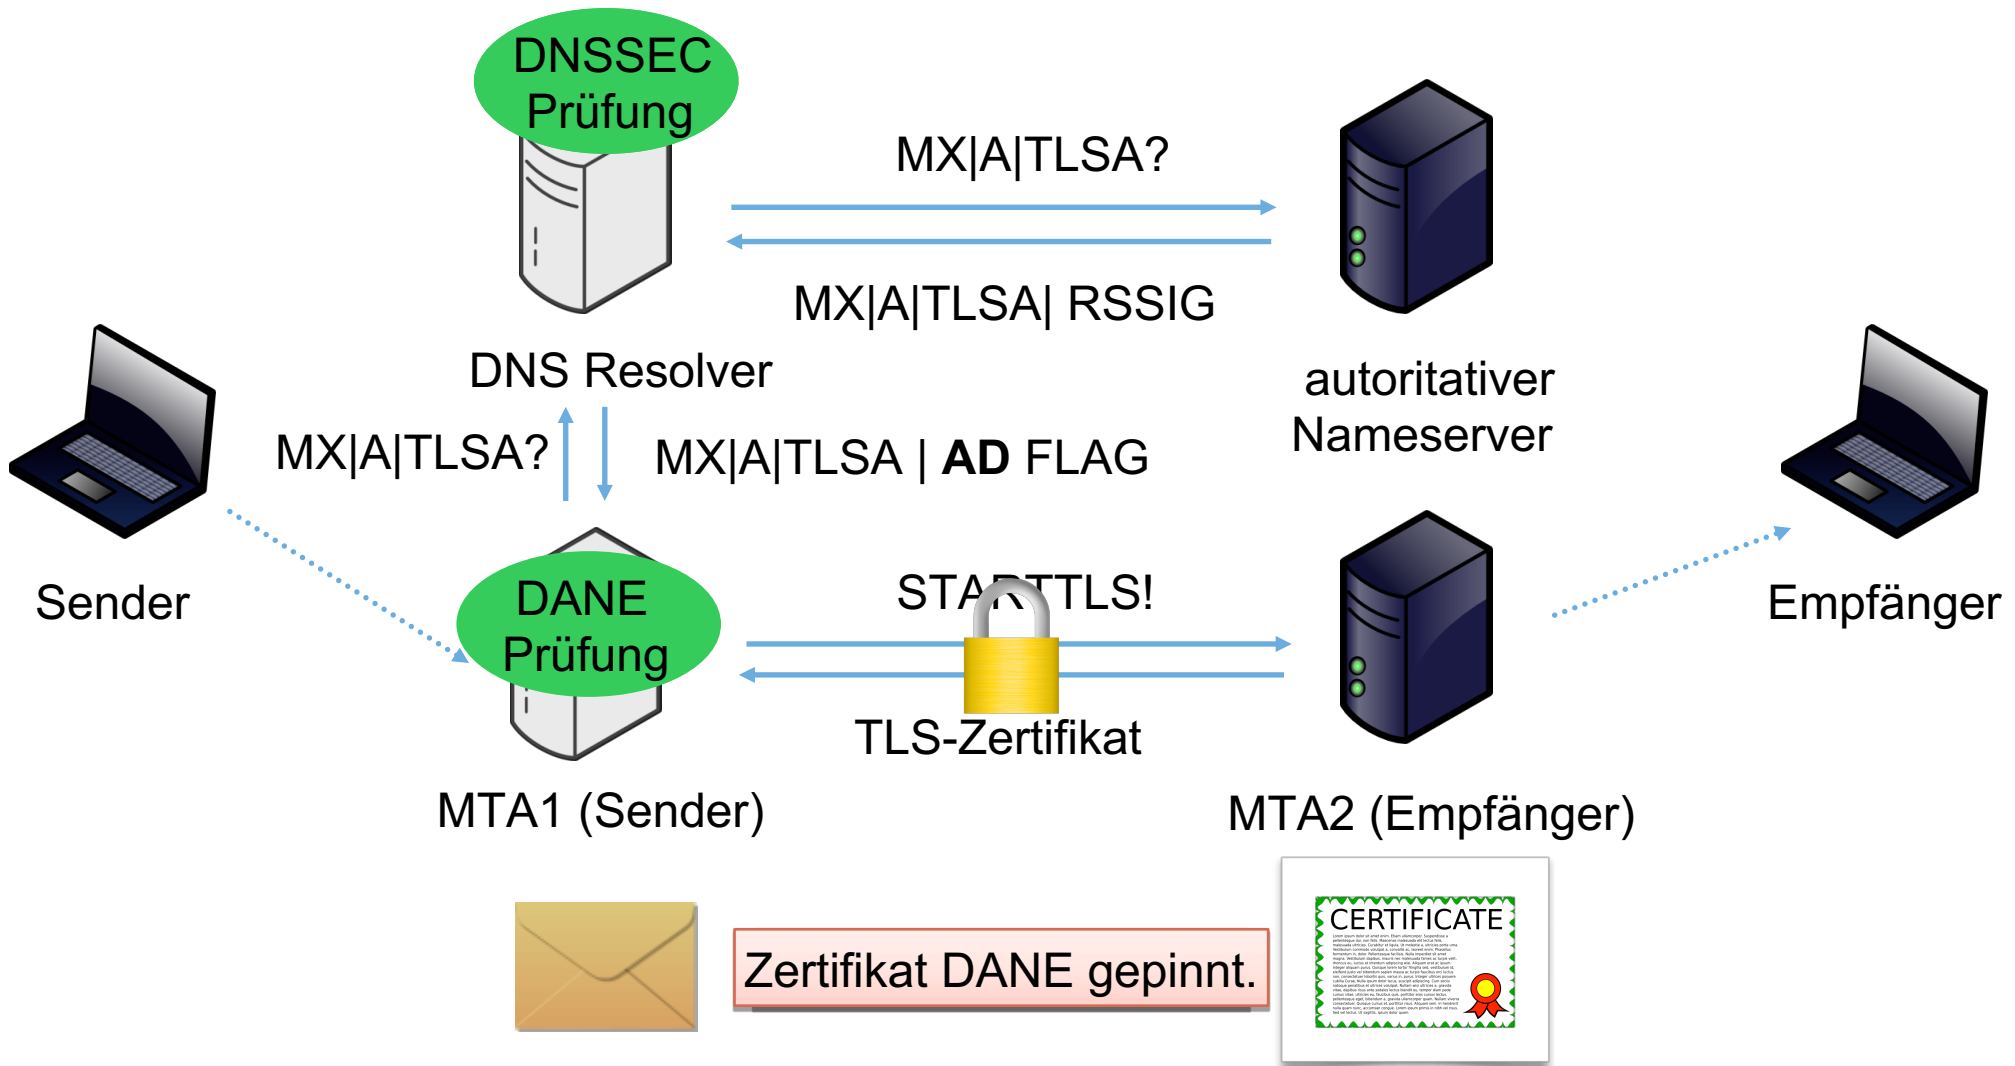 DNSSEC
Prüfung
MX|A|TLSA?
MX|A|TLSA| RSSIG
DNS Resolver
autoritativer
Nameserver
MX|A|TLSA?
MX|A|TLSA | AD FLAG
Sender
DANE
Prüfung
STARTTLS!
Empfänger
TLS-Zertifikat
MTA1 (Sender)
MTA2 (Empfänger)
Zertifikat DANE gepinnt.
CERTIFICATE